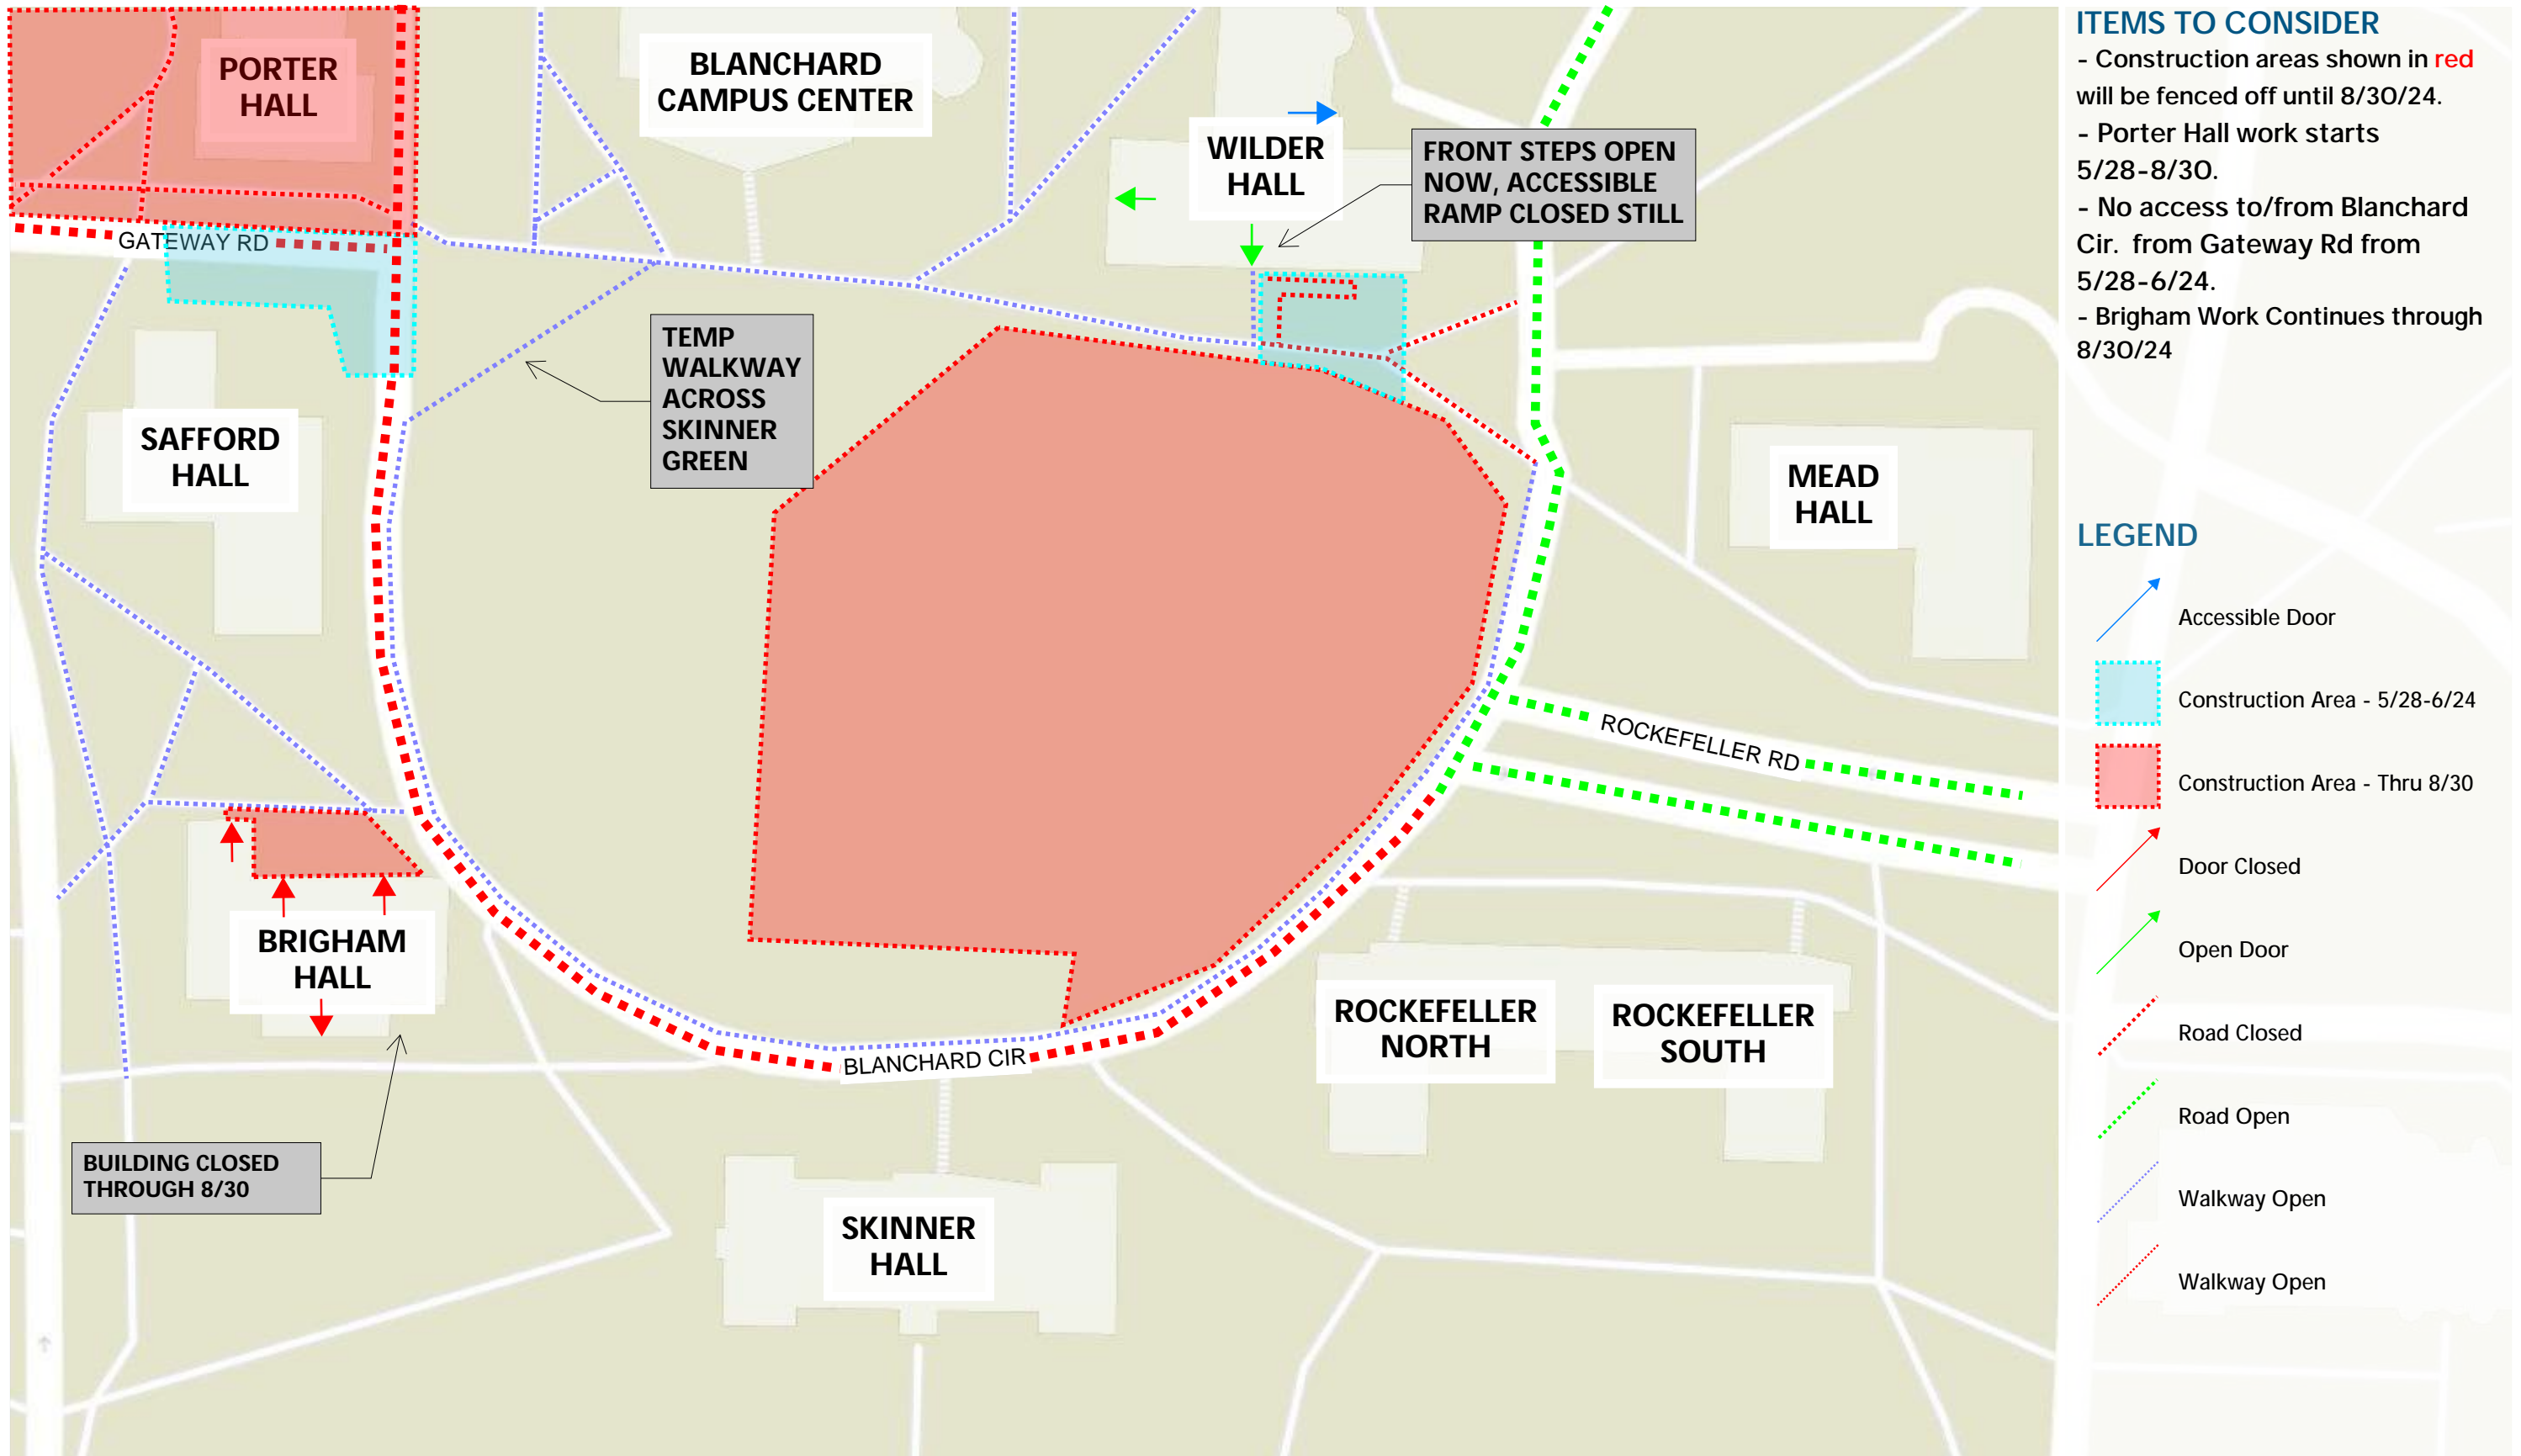 PORTER
HALL
BLANCHARD
CAMPUS CENTER
WILDER
HALL
FRONT STEPS OPEN
NOW, ACCESSIBLE
RAMP CLOSED STILL
GATEWAY RD
TEMP
WALKWAY
ACROSS
SKINNER
GREEN
SAFFORD
HALL
MEAD
HALL
ROCKEFELLER RD
BRIGHAM
HALL
ROCKEFELLER
NORTH
ROCKEFELLER
SOUTH
BLANCHARD CIR
BUILDING CLOSED
THROUGH 8/30
SKINNER
HALL
ITEMS TO CONSIDER
- Construction areas shown in red
will be fenced off until 8/30/24.
- Porter Hall work starts
5/28-8/30.
- No access to/from Blanchard
Cir. from Gateway Rd from
5/28-6/24.
- Brigham Work Continues through
8/30/24
LEGEND
Accessible Door
Construction Area - 5/28-6/24
Construction Area - Thru 8/30
Door Closed
Open Door
Road Closed
Road Open
Walkway Open
Walkway Open